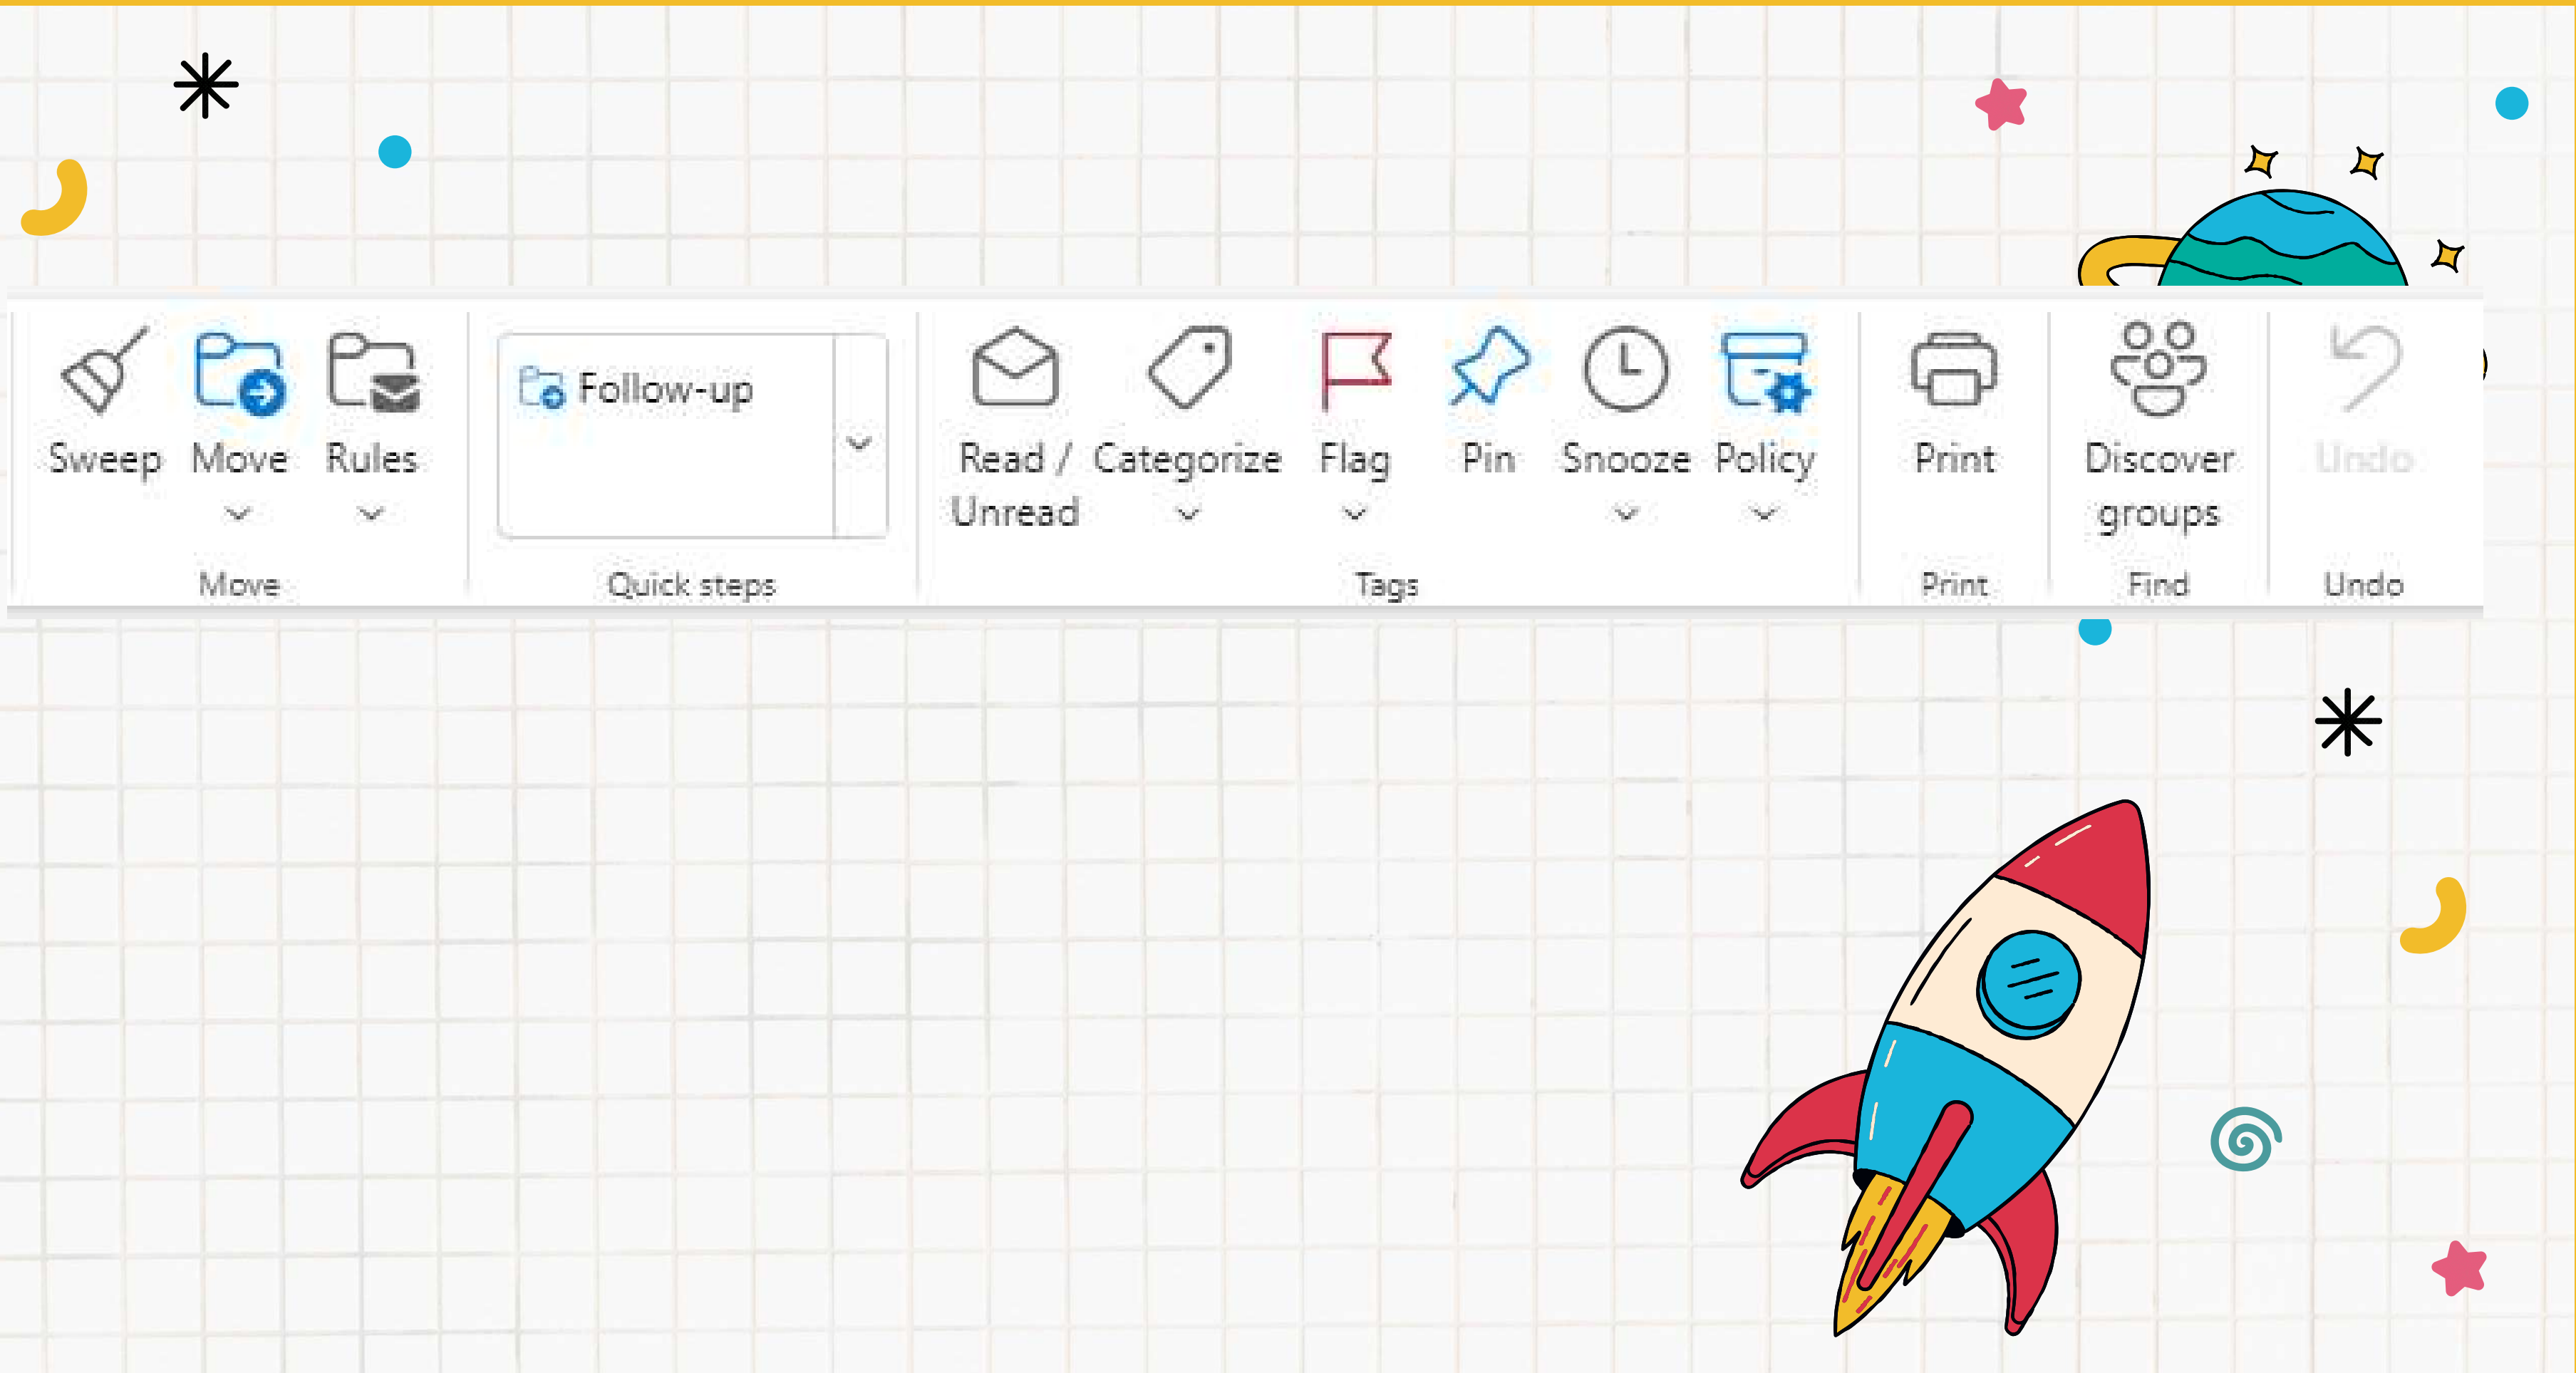 Sweep Move Rules
Move
Follow-up
Quick steps
Read / Categorize Flag Pin Snooze Policy
Unread
Tags
Print
Print
Discover
groups
Find
Undo
Undo